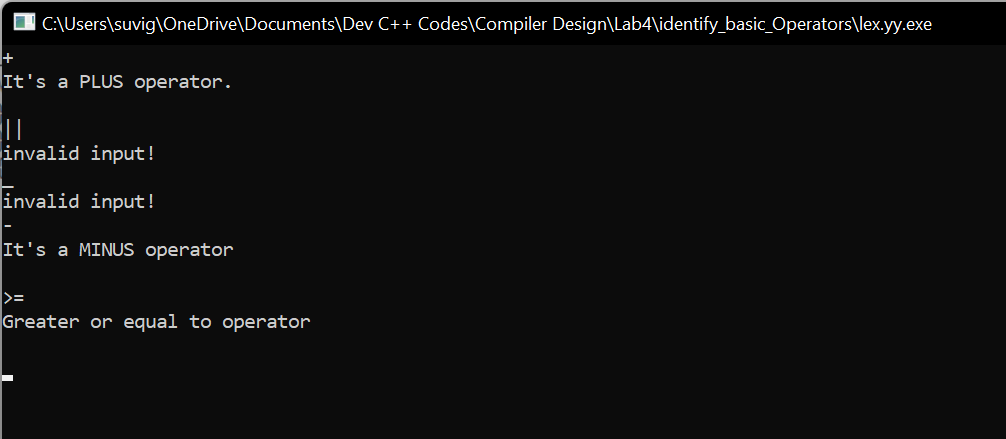 C:\Users\suvig\OneDrive\Documents\Dev C++ Codes\Compiler Design\Lab4\identify_basic_Operators\lex.yy.exe
+
It's a PLUS operator.
||
invalid input!
_
invalid input!
-
It's a MINUS operator
>=
Greater or equal to operator